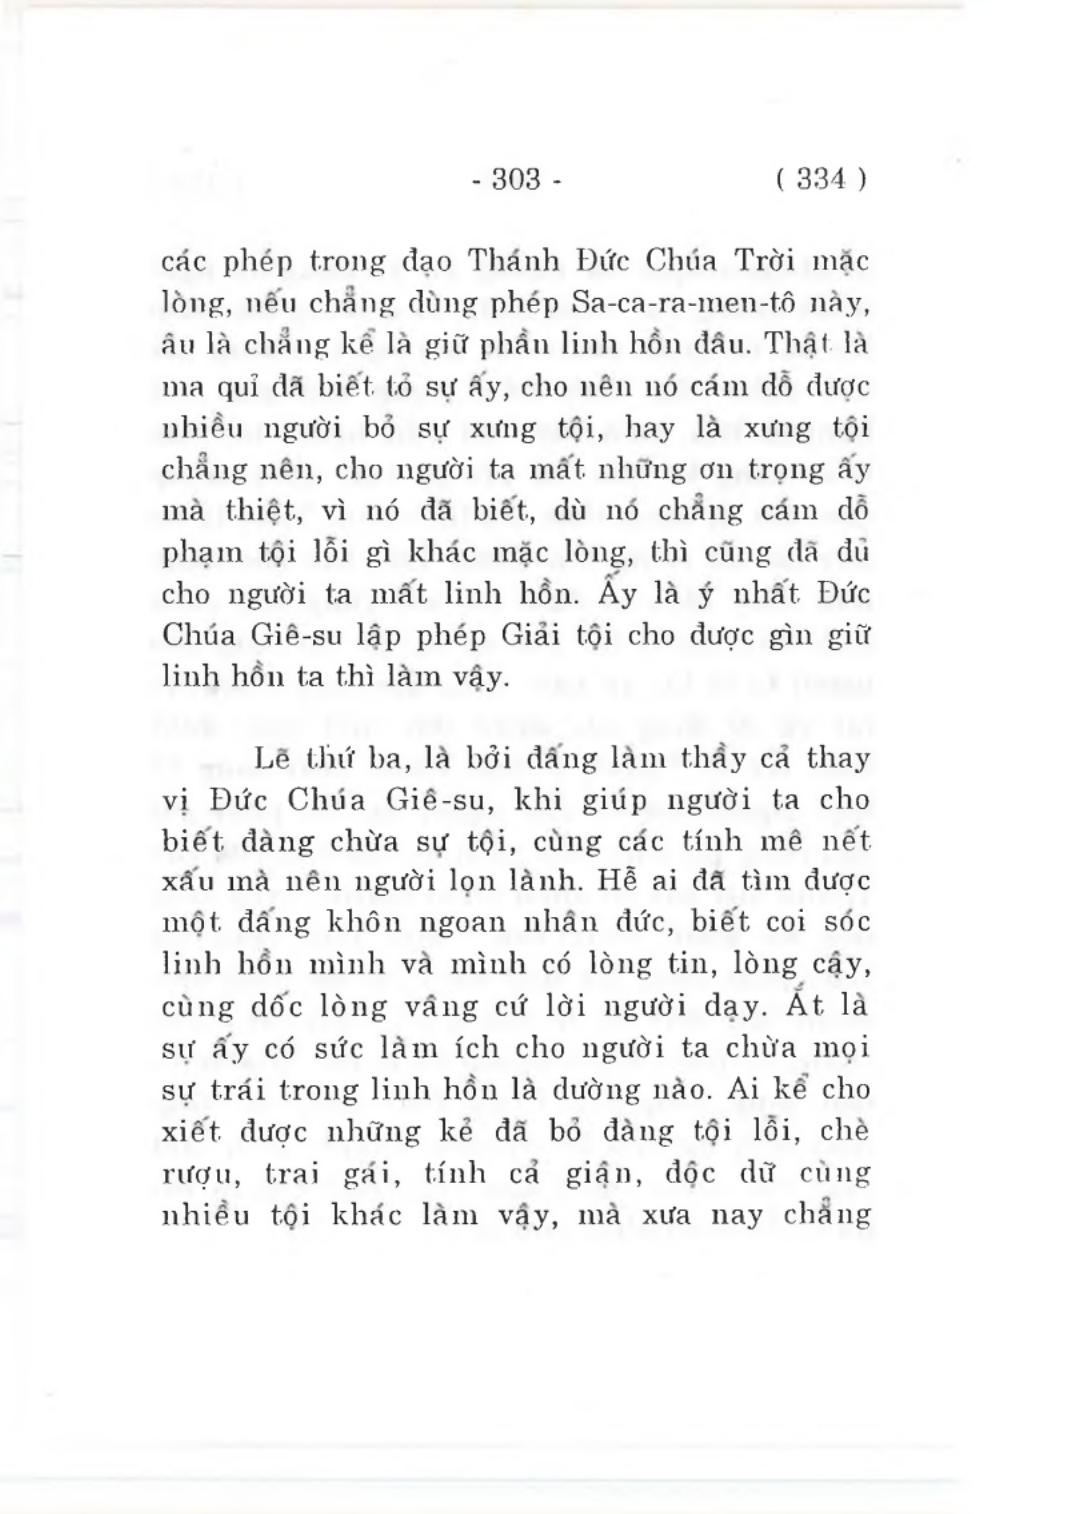 - 303 - ( 334 )
các phép trong đạo Thánh Đức Chúa Trời mặc
lòng, nếu chẳng dùng phép Sa-ca-ra-men-tô này,
âu là chẳng kể là giữ phần linh hồn đâu. Thật là
ma quỉ đã biết tỏ sự ấy, cho nên nó cám dỗ được
nhiều người bỏ sự xưng tội, hay là xưng tội
chẳng nên, cho người ta mất những ơn trọng ấy
mà thiệt, vì nó đã biết, dù nó chẳng cám dỗ
phạm tội lỗi gì khác mặc lòng, thì cũng đã đủ
cho người ta mất linh hồn. Ấy là ý nhất Đức
Chúa Giê-su lập phép Giải tội cho được gìn giữ
linh hồn ta thì làm vậy.
Lẽ thứ ba, là bởi đấng làm thầy cả thay
vị Đức Chúa Giê-su, khi giúp người ta cho
biết đàng chừa sự tội, cùng các tính mê nết
xấu mà nên người lọn lành. Hễ ai đã tìm được
một đấng khôn ngoan nhân đức, biết coi sóc
linh hồn mình và mình có lòng tin, lòng cậy,
cùng dốc lòng vâng cứ lời người dạy. Ắt là
sự ấy có sức làm ích cho người ta chừa mọi
sự trái trong linh hồn là dường nào. Ai kể cho
xiết được những kẻ đã bỏ đàng tội lỗi, chè
rượu, trai gái, tính cả giận, độc dữ cùng
nhiều tội khác làm vậy, mà xưa nay chẳng